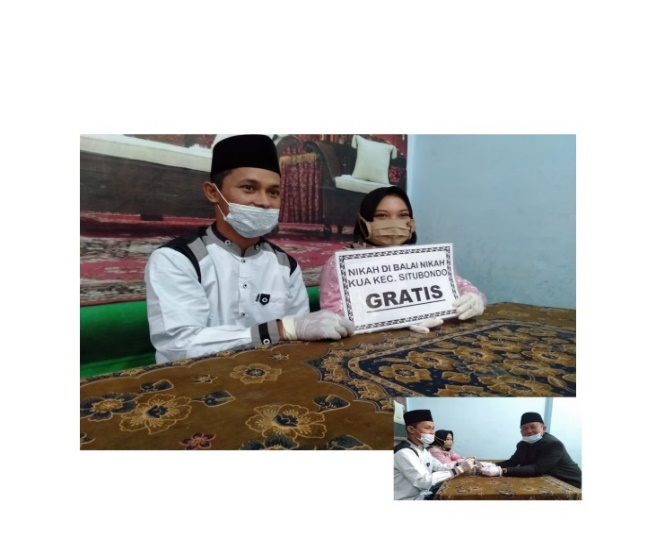 NIKAH DI BALAI NIKAH
KUA KEC. SITUBONDO
GRATIS